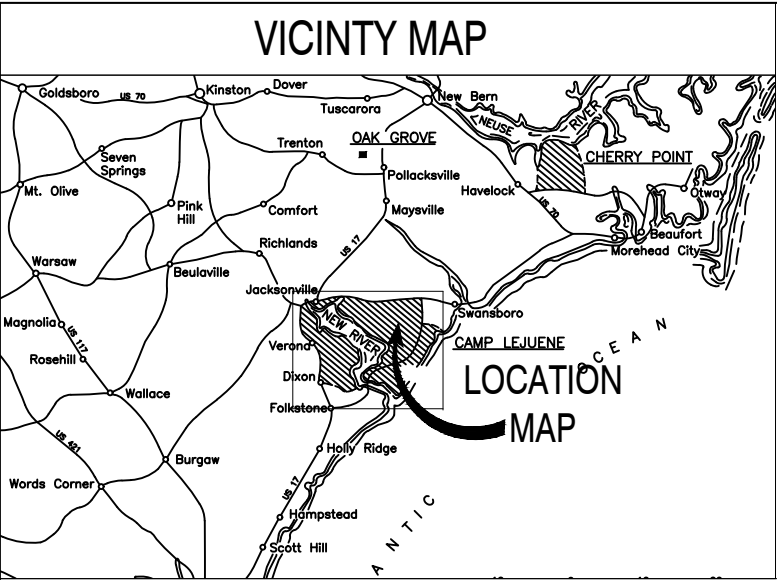 VICINTY MAP
Goldsboro
US 70
Kinston
Dover
Tuscarora
New Bern
NEUSE
RIVER
Seven
Springs
Trenton
OAK GROVE
CHERRY POINT
Mt. Olive
Pollacksville
Havelock
Otway
Pink
Hill
Comfort
Maysville
US 70
Beaufort
Morehead City
Richlands
US 17
Warsaw
Beulaville
Jacksonville
Swansboro
Magnolia
US 117
NEW RIVER
Verona
CAMP LEJUENE
OCEAN
Rosehill
Dixon
LOCATION
MAP
Wallace
Folkstone
US 421
Burgaw
Holly Ridge
Words Corner
US 17
Hampstead
Scott Hill
ANTIC